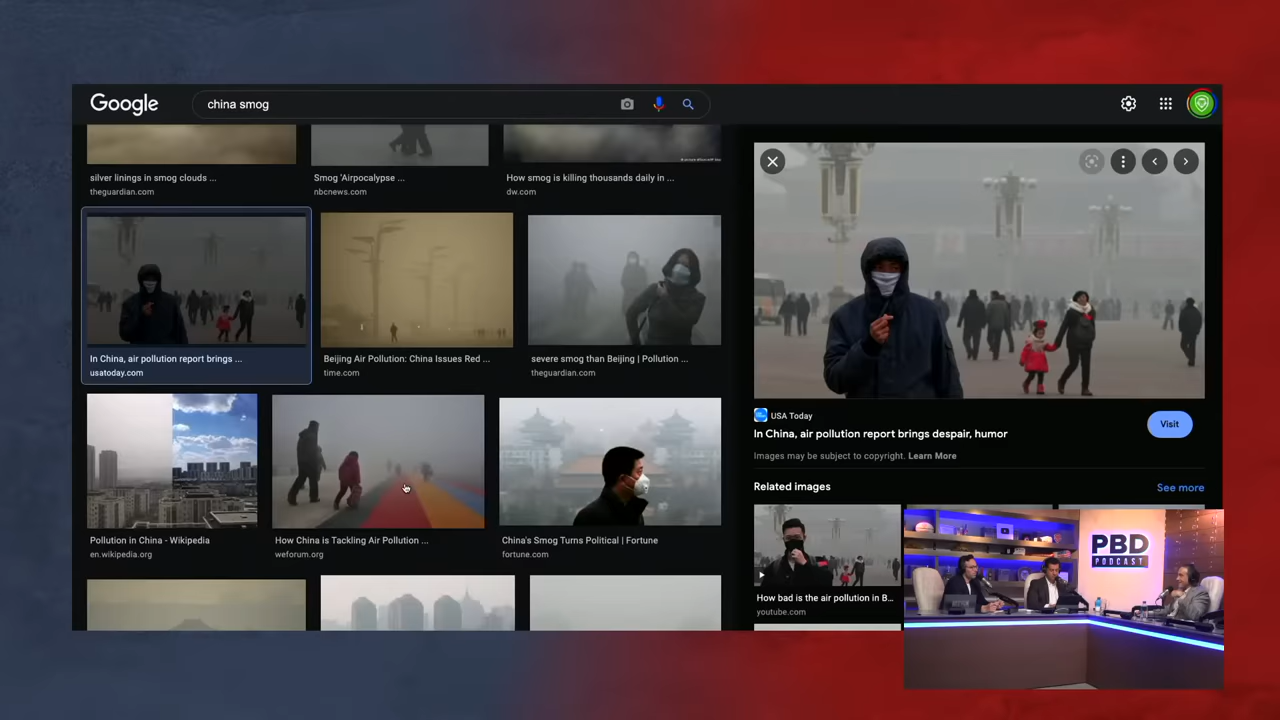 Google
china smog
silver linings in smog clouds ...
theguardian.com
Smog 'Airpocalypse ...
nbcnews.com
How smog is killing thousands daily in ...
dw.com
In China, air pollution report brings ...
usatoday.com
Beijing Air Pollution: China Issues Red ...
time.com
severe smog than Beijing | Pollution ...
theguardian.com
Pollution in China - Wikipedia
en.wikipedia.org
How China is Tackling Air Pollution ...
weforum.org
China's Smog Turns Political | Fortune
fortune.com
USA Today
Visit
In China, air pollution report brings despair, humor
Images may be subject to copyright. Learn More
Related images
See more
How bad is the air pollution in B...
youtube.com
PBD
PODCAST